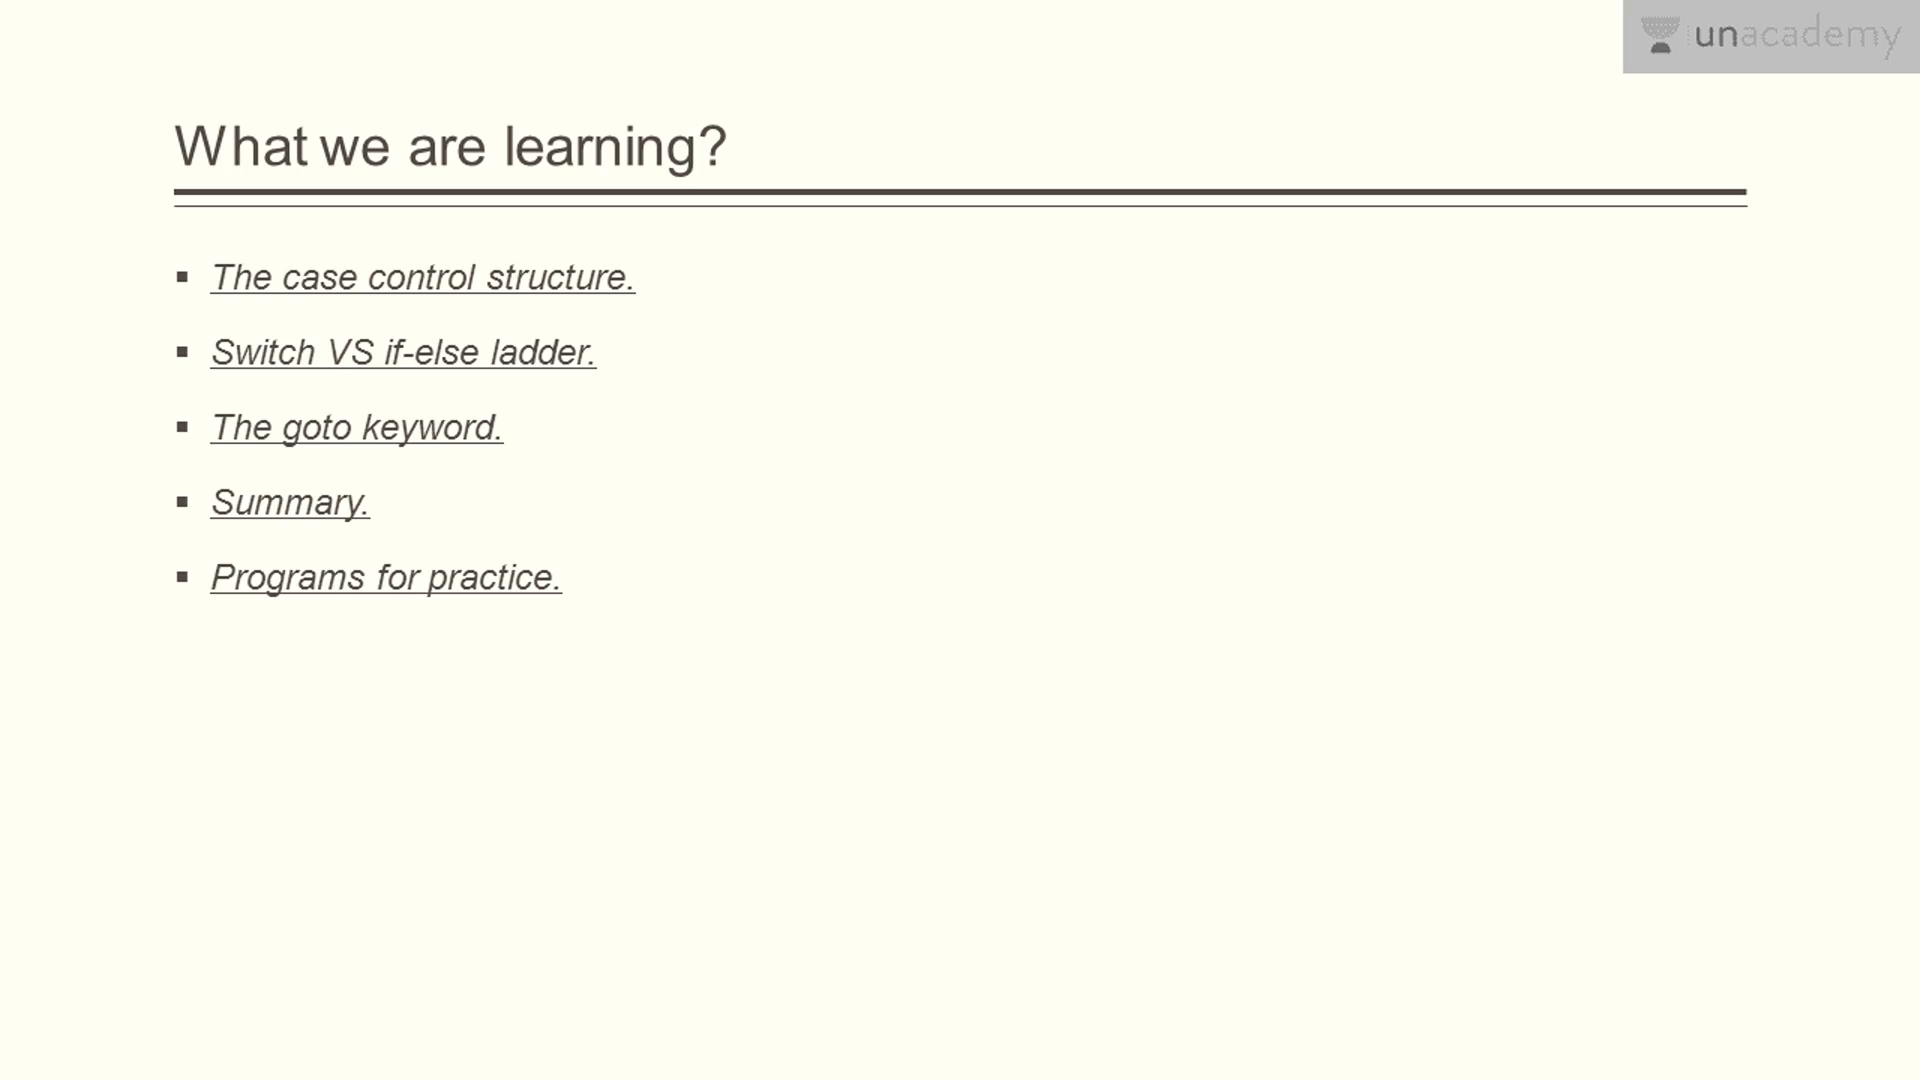 unacademy
What we are learning?
The case control structure.
Switch VS if-else ladder.
The goto keyword.
Summary.
Programs for practice.